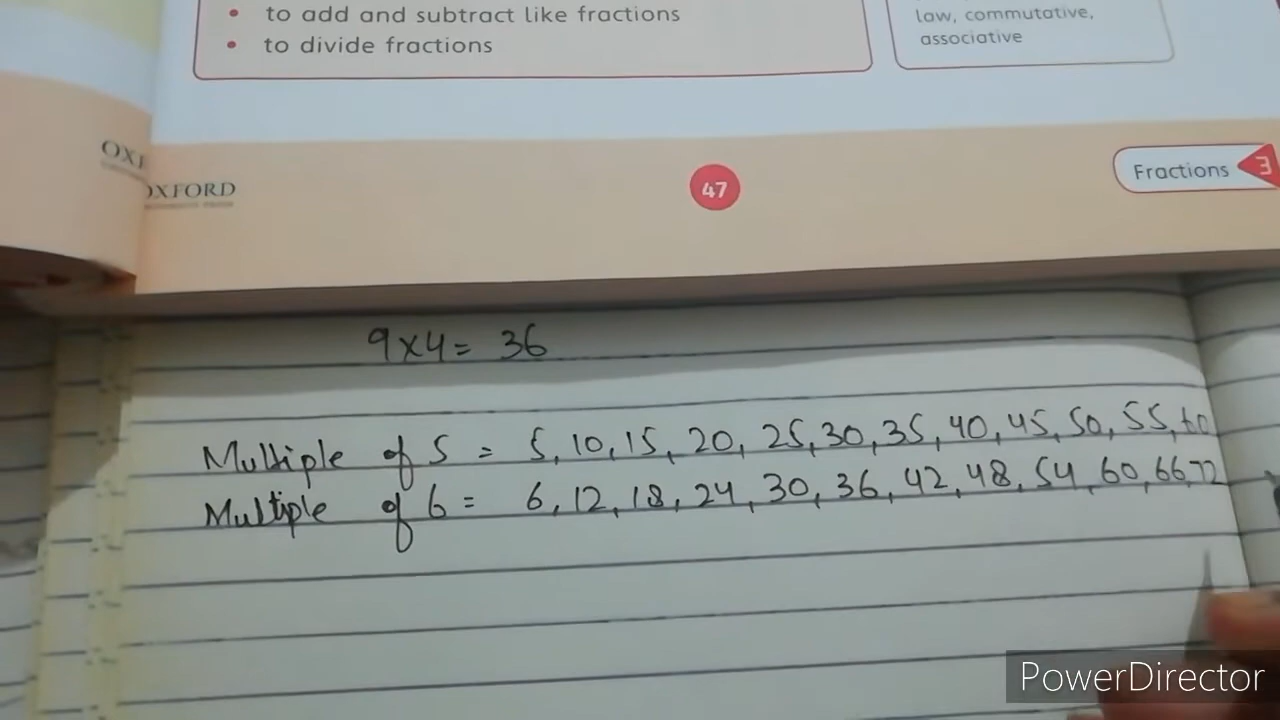 • to add and subtract like fractions
• to divide fractions
law, commutative,
associative
OXFORD
47
Fractions
3
9x4= 36
Multiple of 5 = 5, 10, 15, 20, 25, 30, 35, 40, 45, 50, 55, 60
Multiple of 6 = 6, 12, 18, 24, 30, 36, 42, 48, 54, 60, 66, 72
PowerDirector